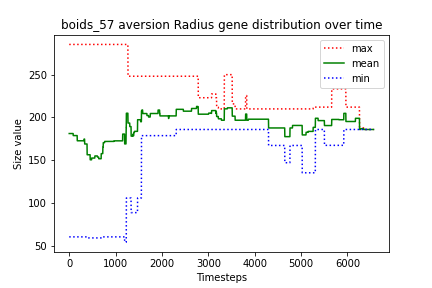 boids_57 aversion Radius gene distribution over time
max
mean
min
250
200
150
100
50
Size value
0 1000 2000 3000 4000 5000 6000
Timesteps